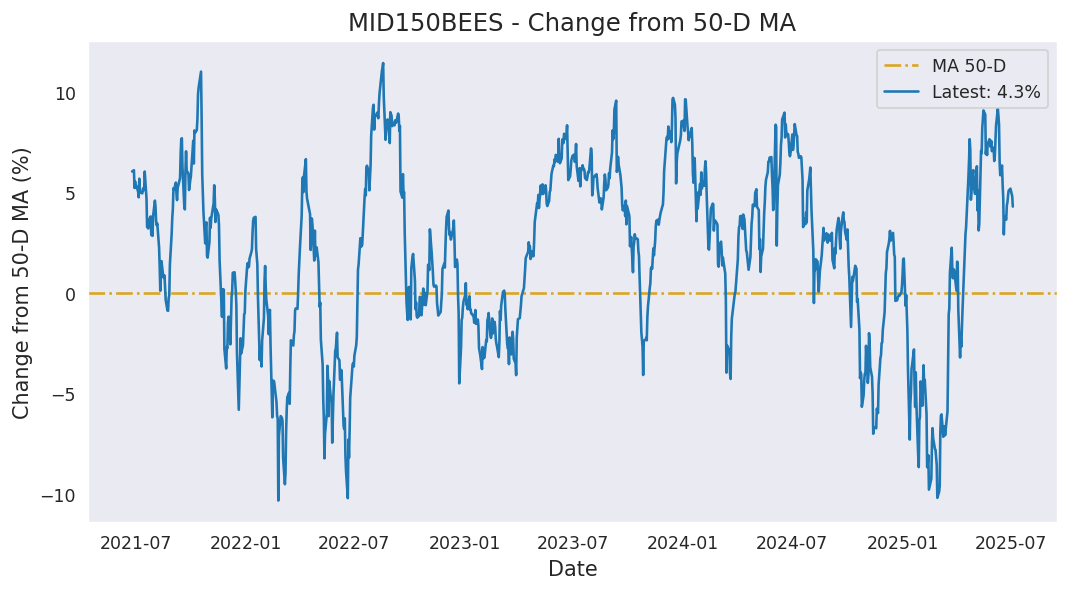 MID150BEES - Change from 50-D MA
MA 50-D
Latest: 4.3%
Change from 50-D MA (%)
10
5
0
−5
−10
2021-07
2022-01
2022-07
2023-01
2023-07
2024-01
2024-07
2025-01
2025-07
Date